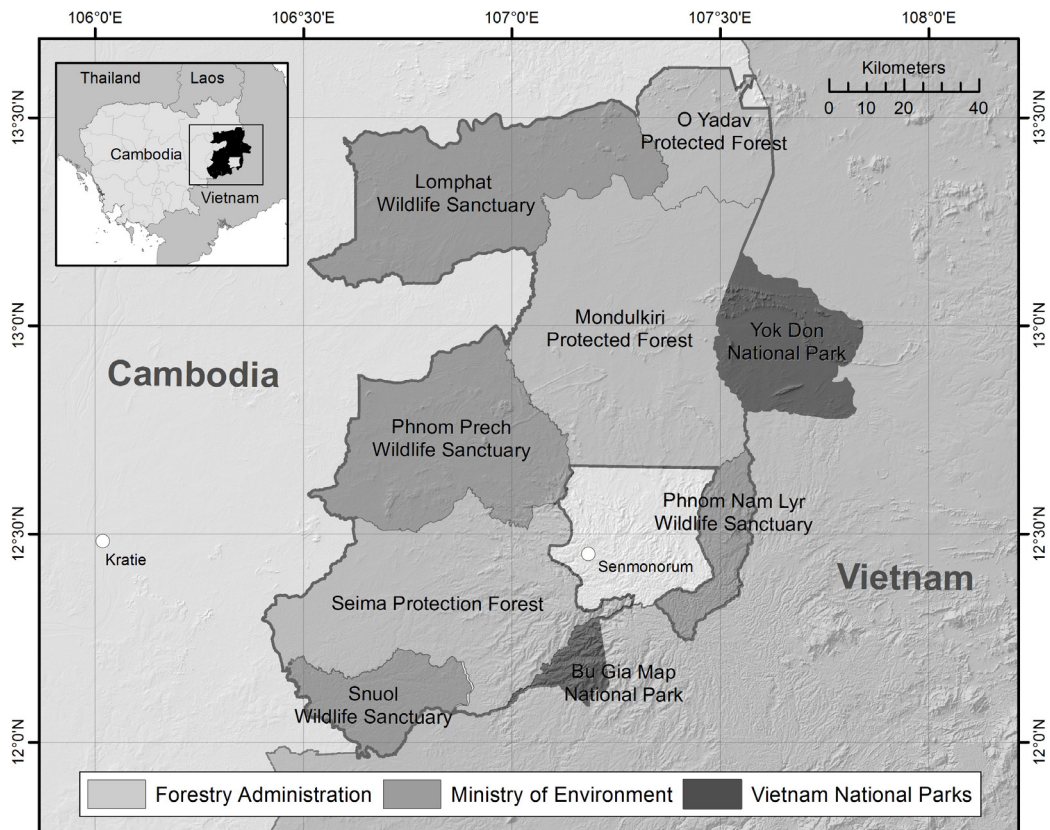 106°0'E
106°30'E
107°0'E
107°30'E
108°0'E
Thailand
Laos
Cambodia
Vietnam
Kilometers
0 10 20 30 40
13°30'N
13°30'N
O Yadav
Protected Forest
Lomphat
Wildlife Sanctuary
13°0'N
13°0'N
Mondulkiri
Protected Forest
Yok Don
National Park
Cambodia
Phnom Prech
Wildlife Sanctuary
Phnom Nam Lyr
Wildlife Sanctuary
12°30'N
12°30'N
Kratie
Senmonorum
Vietnam
Seima Protection Forest
Bu Gia Map
National Park
Snuol
Wildlife Sanctuary
12°0'N
12°0'N
Forestry Administration
Ministry of Environment
Vietnam National Parks